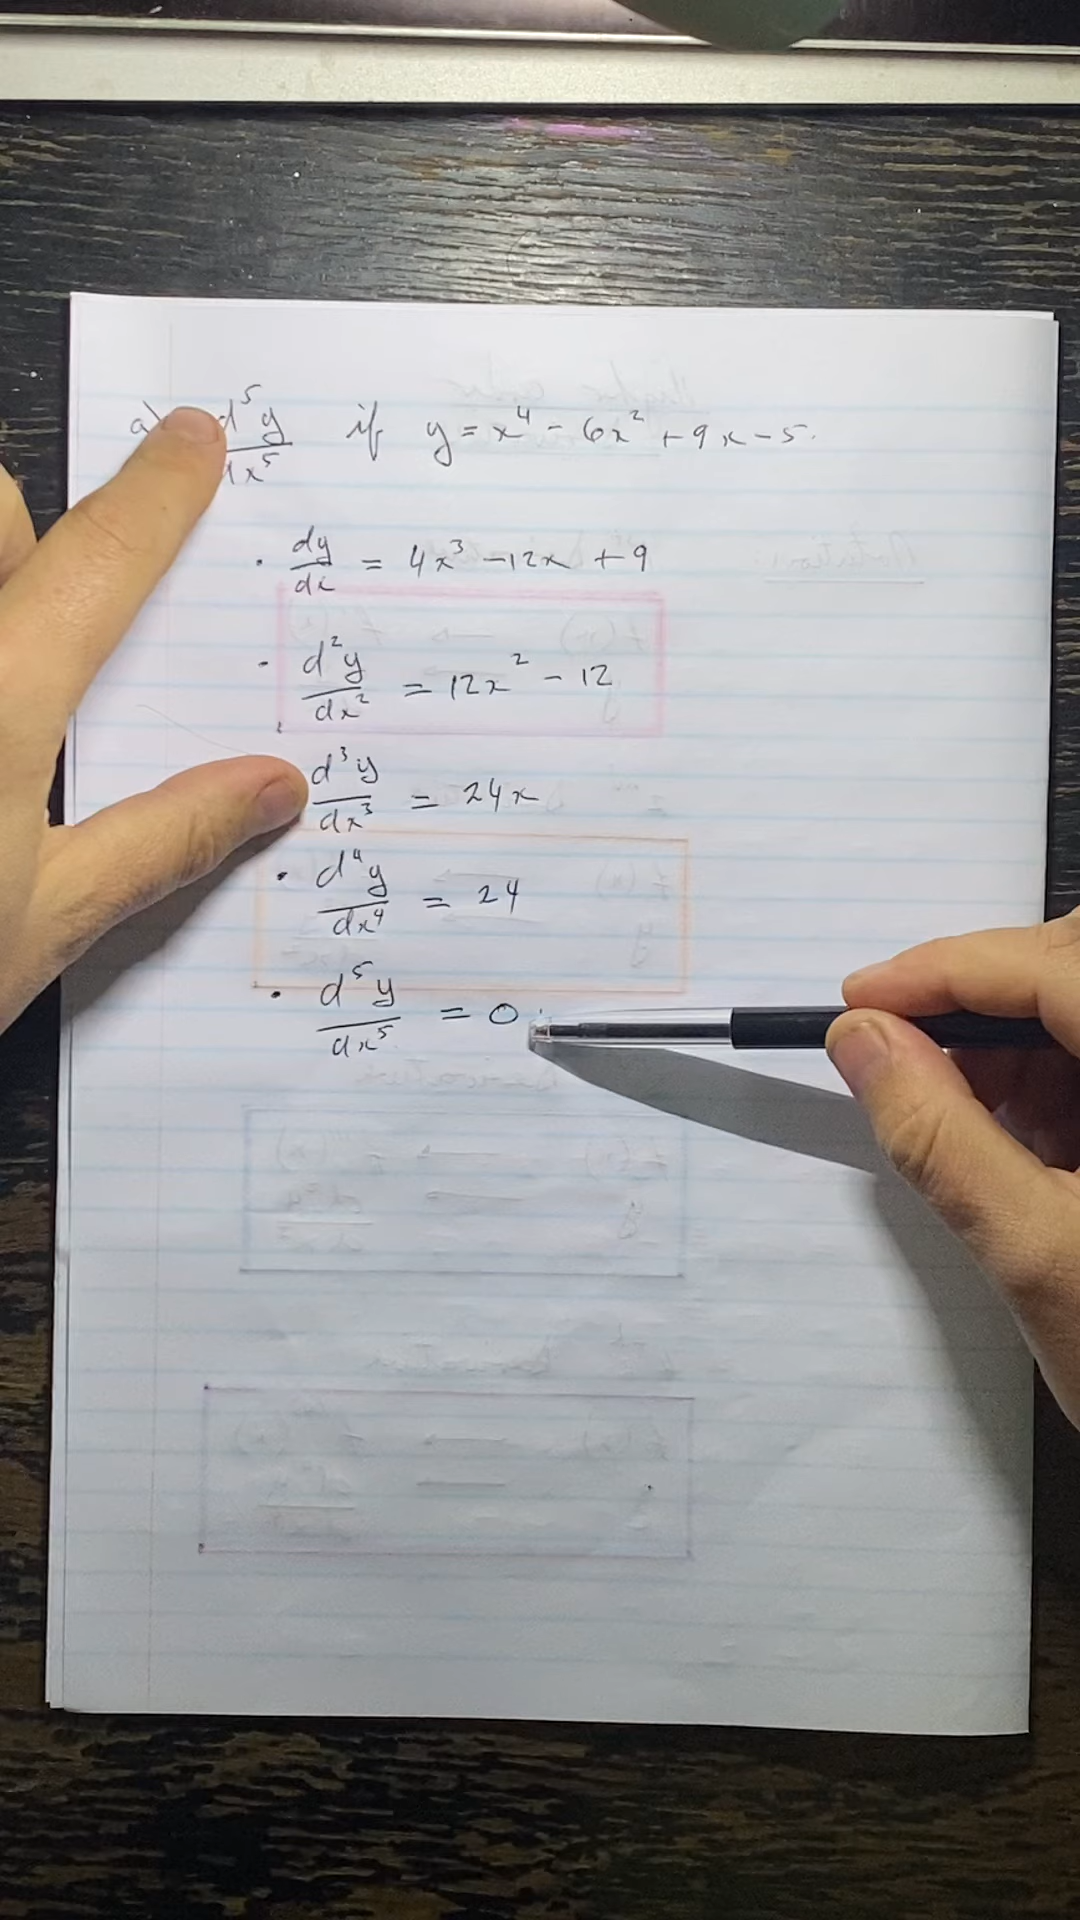 a) d⁵y/dx⁵ if y = x⁴ - 6x² + 9x - 5.
· dy/dx = 4x³ - 12x + 9
- d²y/dx² = 12x² - 12
d³y/dx³ = 24x
· d⁴y/dx⁴ = 24
· d⁵y/dx⁵ = 0